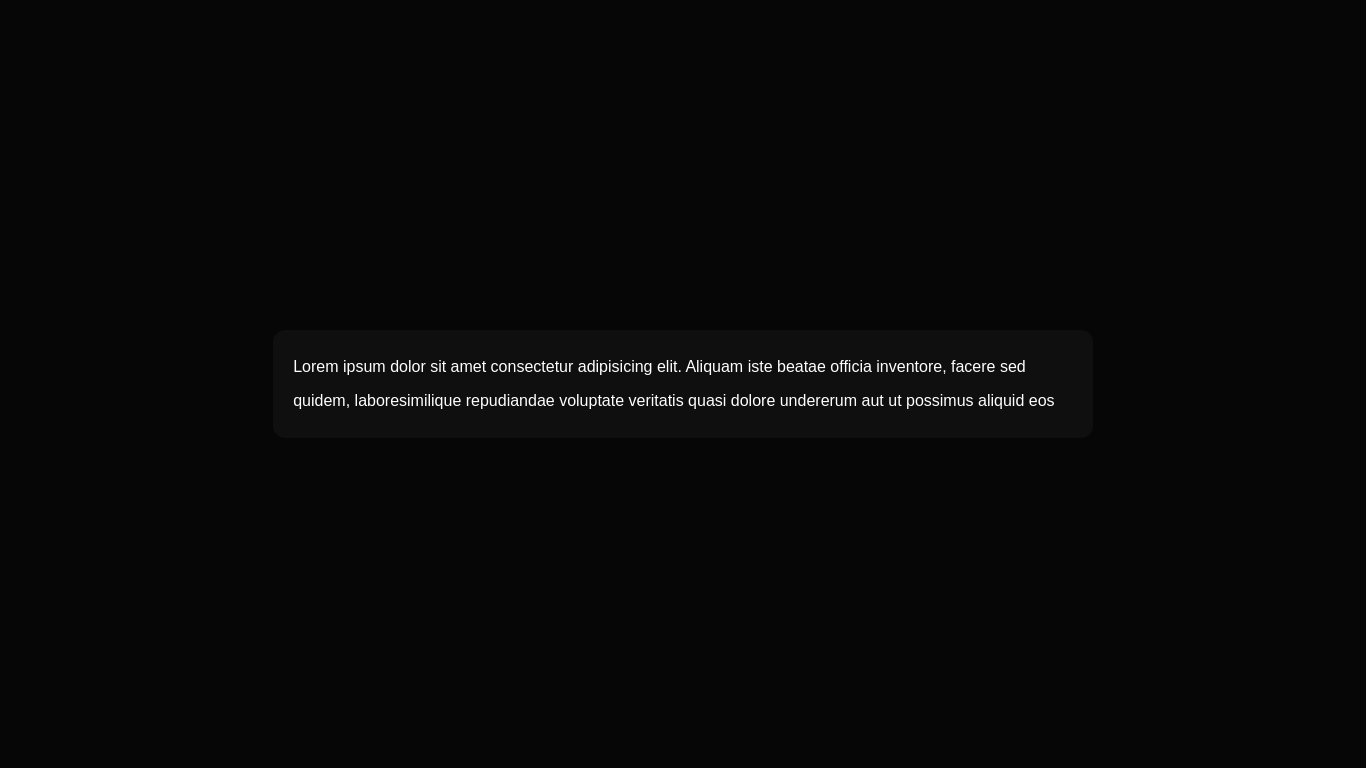 Lorem ipsum dolor sit amet consectetur adipisicing elit. Aliquam iste beatae officia inventore, facere sed
quidem, laboresimilique repudiandae voluptate veritatis quasi dolore undererum aut ut possimus aliquid eos